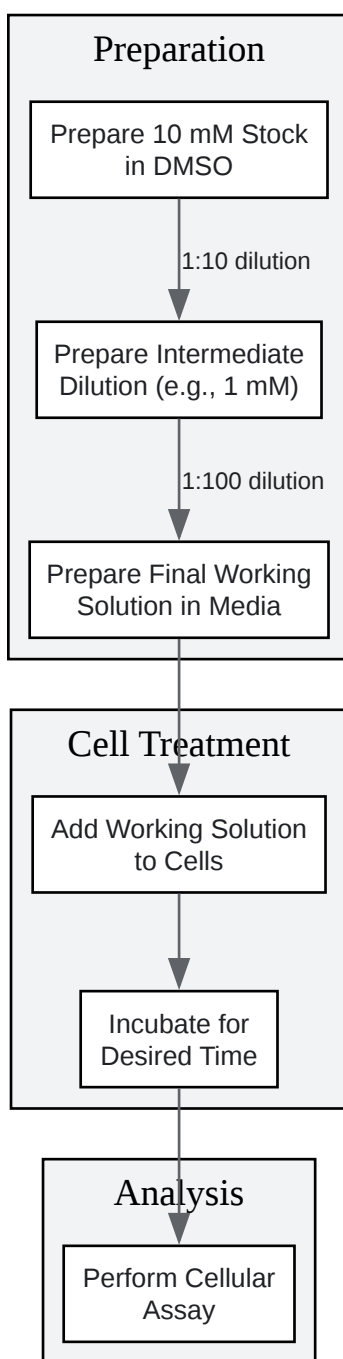 Preparation
Prepare 10 mM Stock
in DMSO
1:10 dilution
Prepare Intermediate
Dilution (e.g., 1 mM)
1:100 dilution
Prepare Final Working
Solution in Media
Cell Treatment
Add Working Solution
to Cells
Incubate for
Desired Time
Analysis
Perform Cellular
Assay